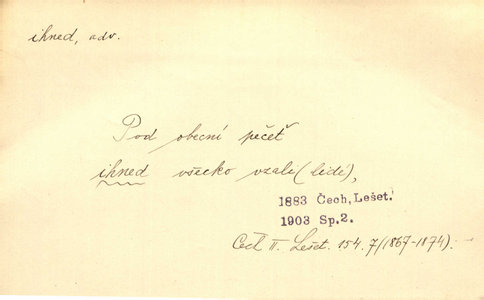 ihned, adv.
Pod obecní pečeť
ihned všecko vzali (lidé),
1883 Čech, Lešet.
1903 Sp.2.
Čech II. Lešet. 154. 7/(1867-1874).